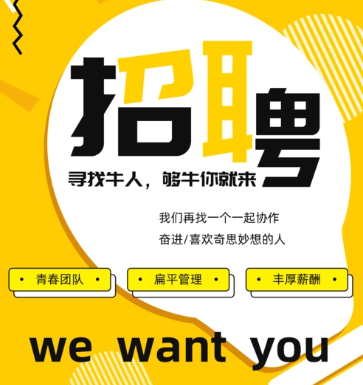 招聘
寻找牛人，够牛你就来
我们再找一个一起协作
奋进/喜欢奇思妙想的人
青春团队
扁平管理
丰厚薪酬
we want you